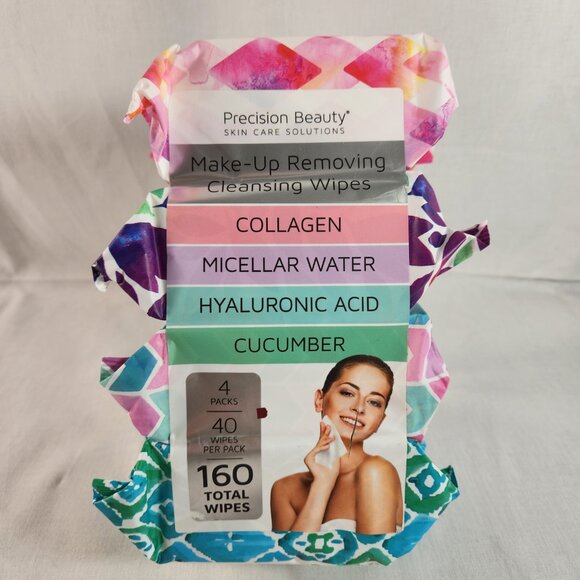 Precision Beauty®
SKIN CARE SOLUTIONS
Make-Up Removing
Cleansing Wipes
COLLAGEN
MICELLAR WATER
HYALURONIC ACID
CUCUMBER
4
PACKS
40
WIPES
PER PACK
160
TOTAL
WIPES